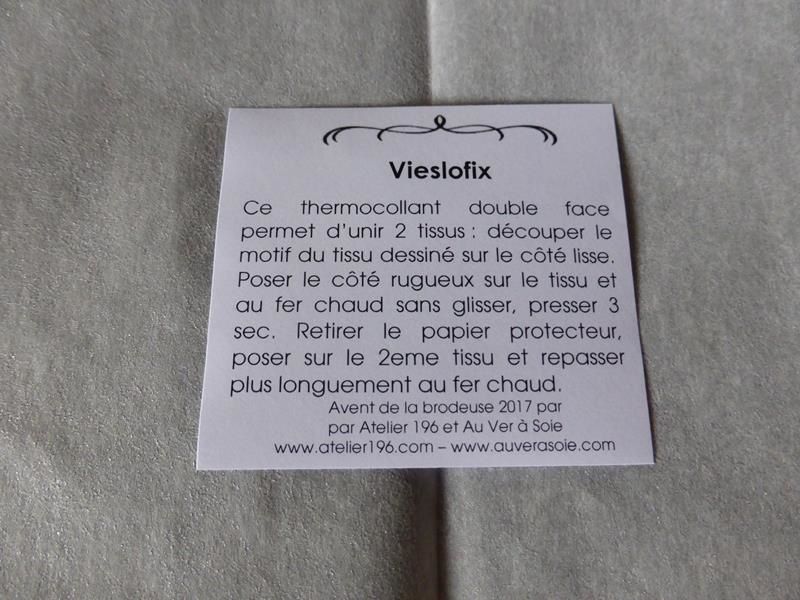 Vieslofix
Ce thermocollant double face
permet d'unir 2 tissus : découper le
motif du tissu dessiné sur le côté lisse.
Poser le côté rugueux sur le tissu et
au fer chaud sans glisser, presser 3
sec. Retirer le papier protecteur,
poser sur le 2eme tissu et repasser
plus longuement au fer chaud.
Avent de la brodeuse 2017 par
par Atelier 196 et Au Ver à Soie
www.atelier196.com – www.auverasoie.com